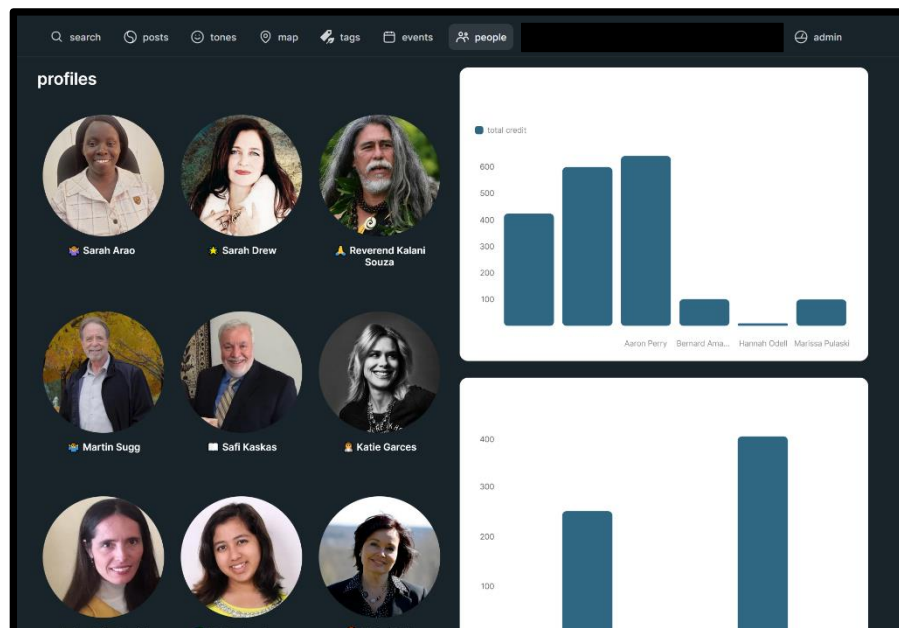 search posts tones map tags events people admin
profiles
Sarah Arao Sarah Drew Reverend Kalani
Souza
Martin Sugg Safi Kaskas Katie Garces
total credit
600
500
400
300
200
100
Aaron Perry Bernard Ama... Hannah Odell Marissa Pulaski
400
300
200
100